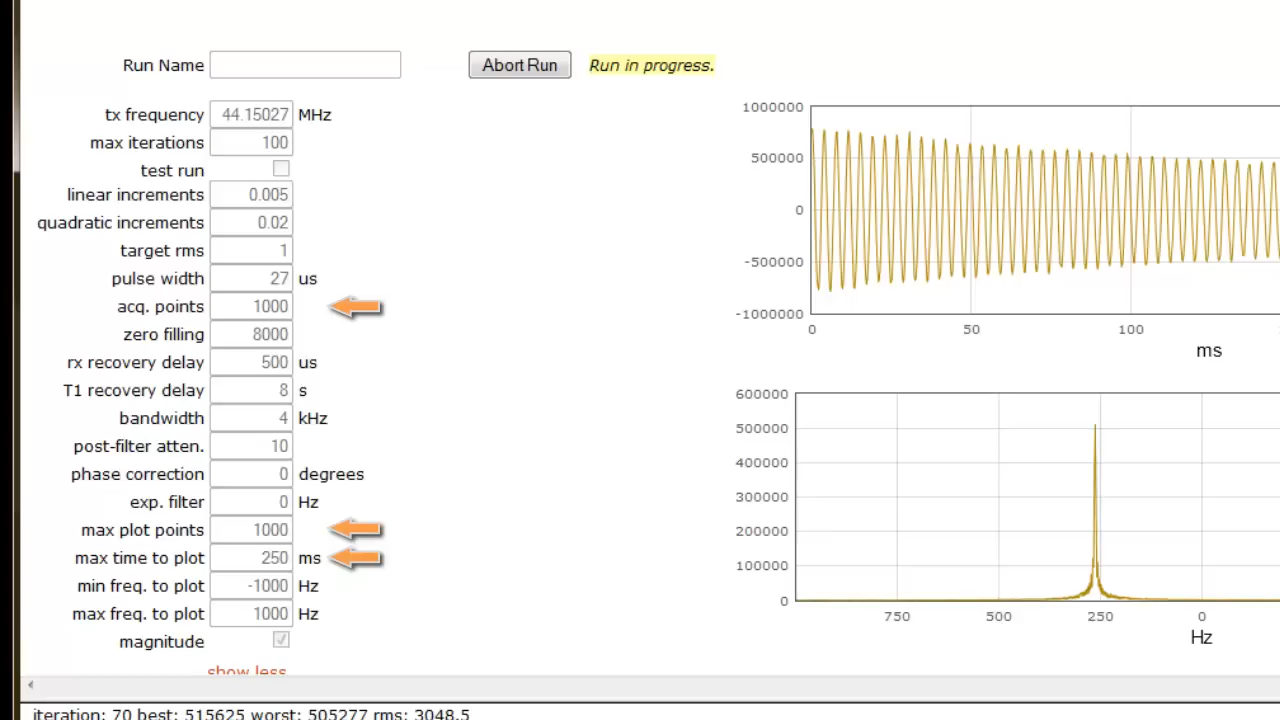 Run Name
Abort Run
Run in progress.
tx frequency 44.15027 MHz
max iterations 100
test run
linear increments 0.005
quadratic increments 0.02
target rms 1
pulse width 27 us
acq. points 1000
zero filling 8000
rx recovery delay 500 us
T1 recovery delay 8 s
bandwidth 4 kHz
post-filter atten. 10
phase correction 0 degrees
exp. filter 0 Hz
max plot points 1000
max time to plot 250 ms
min freq. to plot -1000 Hz
max freq. to plot 1000 Hz
magnitude
show less
1000000
500000
0
-500000
-1000000
0 50 100
ms
600000
500000
400000
300000
200000
100000
0
750 500 250 0
Hz
iteration: 70 best: 515625 worst: 505277 rms: 3048.5